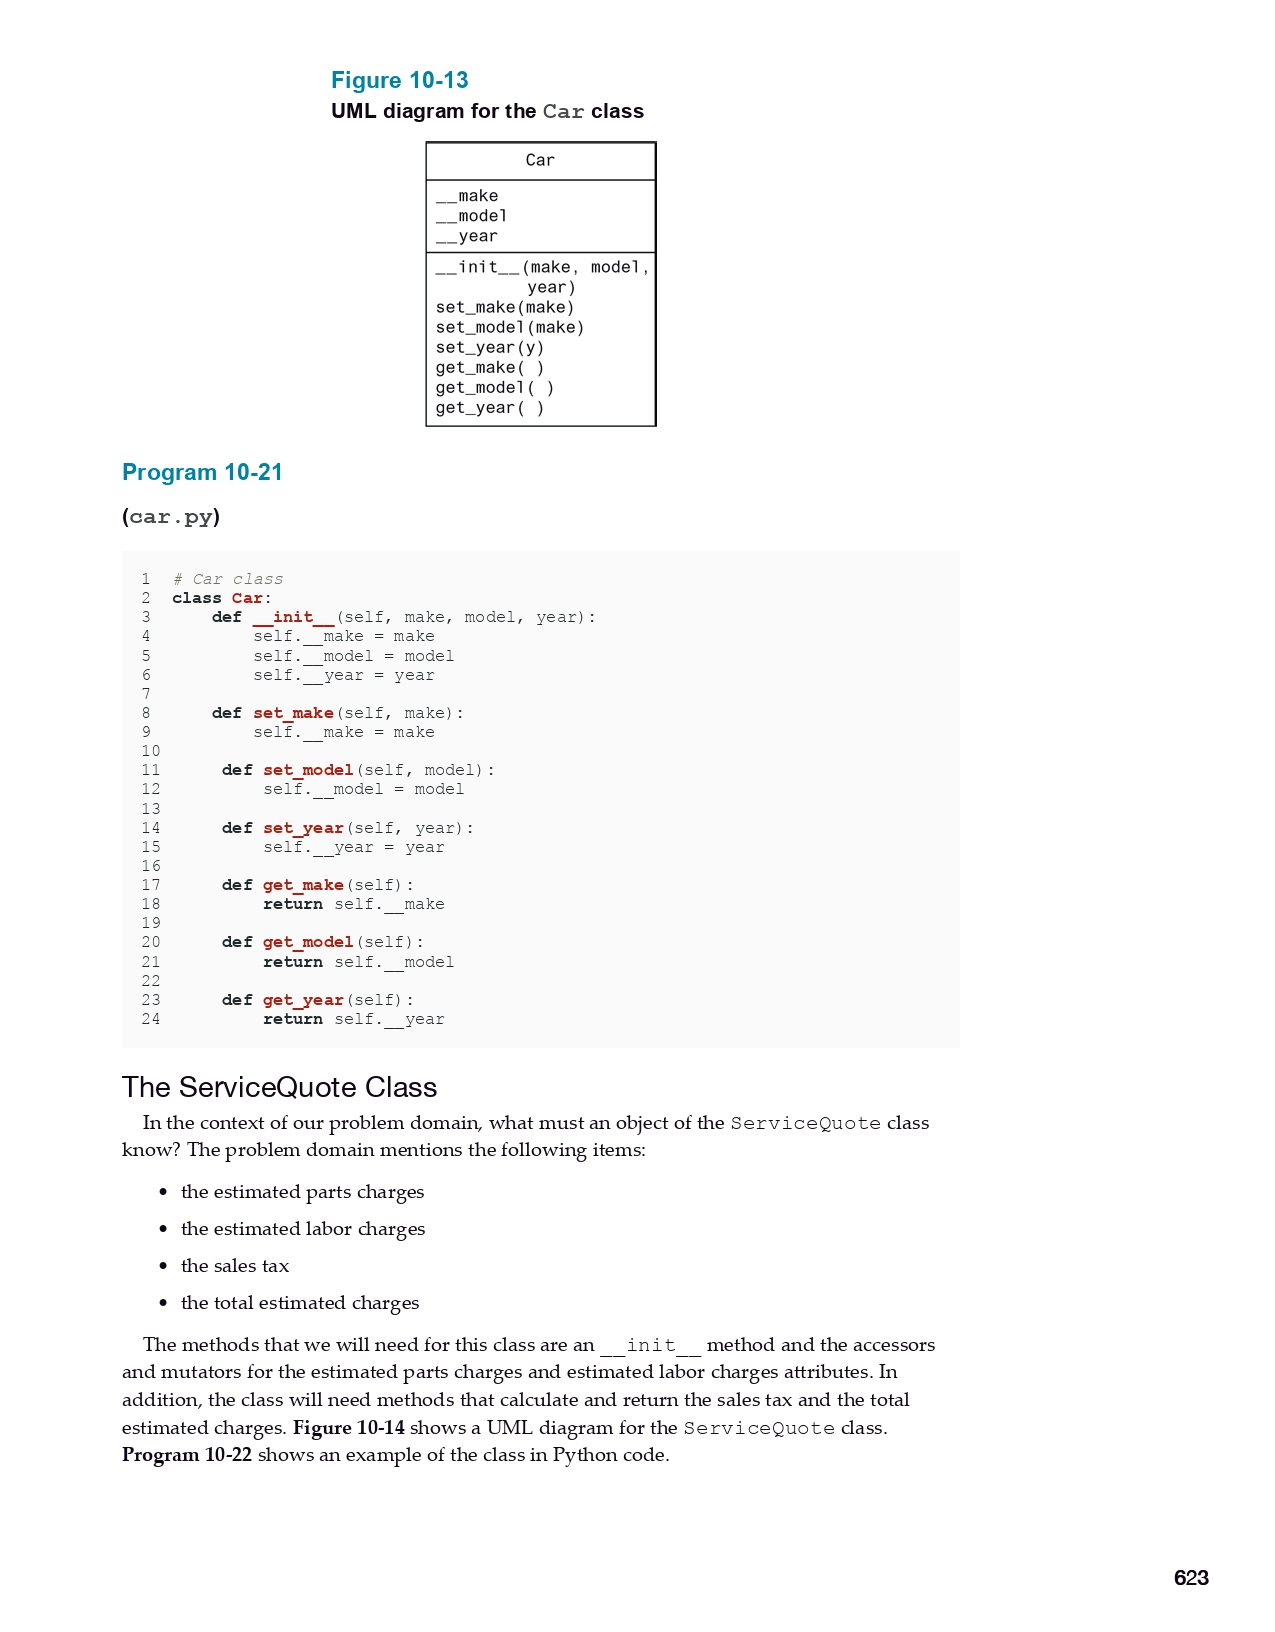 Figure 10-13
UML diagram for the Car class
Car
__make
__model
__year
__init__(make, model,
year)
set_make(make)
set_model(make)
set_year(y)
get_make( )
get_model( )
get_year( )
Program 10-21
(car.py)
1 # Car class
2 class Car:
3     def __init__(self, make, model, year):
4         self.__make = make
5         self.__model = model
6         self.__year = year
7
8     def set_make(self, make):
9         self.__make = make
10
11     def set_model(self, model):
12         self.__model = model
13
14     def set_year(self, year):
15         self.__year = year
16
17     def get_make(self):
18         return self.__make
19
20     def get_model(self):
21         return self.__model
22
23     def get_year(self):
24         return self.__year
The ServiceQuote Class
In the context of our problem domain, what must an object of the ServiceQuote class
know? The problem domain mentions the following items:
• the estimated parts charges
• the estimated labor charges
• the sales tax
• the total estimated charges
The methods that we will need for this class are an __init__ method and the accessors
and mutators for the estimated parts charges and estimated labor charges attributes. In
addition, the class will need methods that calculate and return the sales tax and the total
estimated charges. Figure 10-14 shows a UML diagram for the ServiceQuote class.
Program 10-22 shows an example of the class in Python code.
623